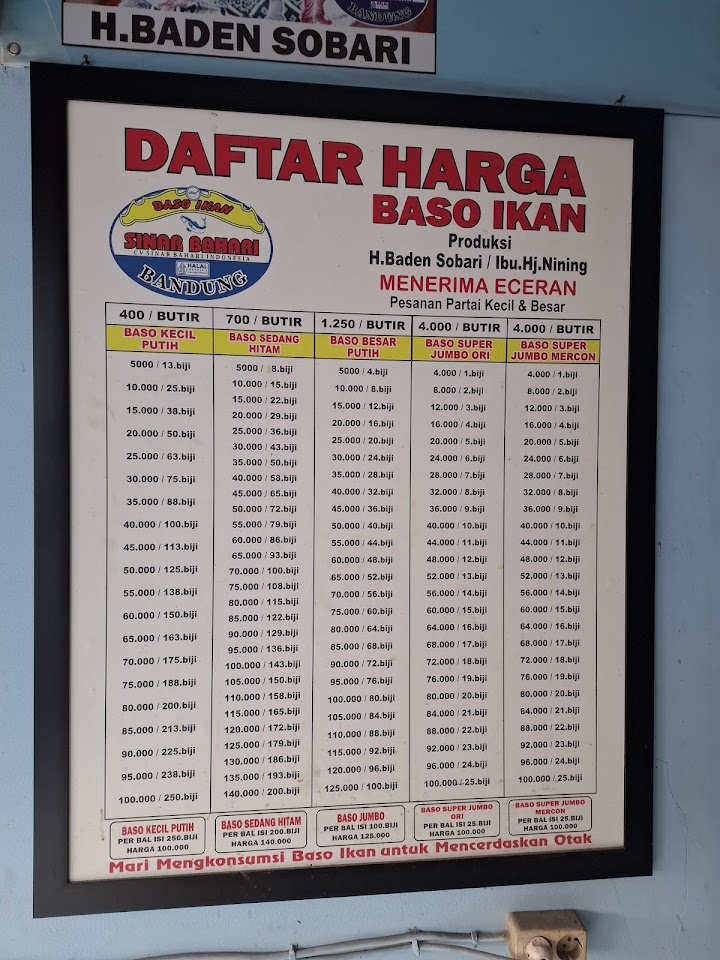 BANDUNG
H.BADEN SOBARI
DAFTAR HARGA
BASO IKAN
BASO IKAN
SINAR BAHARI
CV SINAR BAHARI INDONESIA
HALAL
BANDUNG
Produksi
H.Baden Sobari / Ibu.Hj.Nining
MENERIMA ECERAN
Pesanan Partai Kecil & Besar
400 / BUTIR
BASO KECIL
PUTIH
5000 / 13.biji
10.000 / 25.biji
15.000 / 38.biji
20.000 / 50.biji
25.000 / 63.biji
30.000 / 75.biji
35.000 / 88.biji
40.000 / 100.biji
45.000 / 113.biji
50.000 / 125.biji
55.000 / 138.biji
60.000 / 150.biji
65.000 / 163.biji
70.000 / 175.biji
75.000 / 188.biji
80.000 / 200.biji
85.000 / 213.biji
90.000 / 225.biji
95.000 / 238.biji
100.000 / 250.biji
700 / BUTIR
BASO SEDANG
HITAM
5000 / 8.biji
10.000 / 15.biji
15.000 / 22.biji
20.000 / 29.biji
25.000 / 36.biji
30.000 / 43.biji
35.000 / 50.biji
40.000 / 58.biji
45.000 / 65.biji
50.000 / 72.biji
55.000 / 79.biji
60.000 / 86.biji
65.000 / 93.biji
70.000 / 100.biji
75.000 / 108.biji
80.000 / 115.biji
85.000 / 122.biji
90.000 / 129.biji
95.000 / 136.biji
100.000 / 143.biji
105.000 / 150.biji
110.000 / 158.biji
115.000 / 165.biji
120.000 / 172.biji
125.000 / 179.biji
130.000 / 186.biji
135.000 / 193.biji
140.000 / 200.biji
1.250 / BUTIR
BASO BESAR
PUTIH
5000 / 4.biji
10.000 / 8.biji
15.000 / 12.biji
20.000 / 16.biji
25.000 / 20.biji
30.000 / 24.biji
35.000 / 28.biji
40.000 / 32.biji
45.000 / 36.biji
50.000 / 40.biji
55.000 / 44.biji
60.000 / 48.biji
65.000 / 52.biji
70.000 / 56.biji
75.000 / 60.biji
80.000 / 64.biji
85.000 / 68.biji
90.000 / 72.biji
95.000 / 76.biji
100.000 / 80.biji
105.000 / 84.biji
110.000 / 88.biji
115.000 / 92.biji
120.000 / 96.biji
125.000 / 100.biji
4.000 / BUTIR
BASO SUPER
JUMBO ORI
4.000 / 1.biji
8.000 / 2.biji
12.000 / 3.biji
16.000 / 4.biji
20.000 / 5.biji
24.000 / 6.biji
28.000 / 7.biji
32.000 / 8.biji
36.000 / 9.biji
40.000 / 10.biji
44.000 / 11.biji
48.000 / 12.biji
52.000 / 13.biji
56.000 / 14.biji
60.000 / 15.biji
64.000 / 16.biji
68.000 / 17.biji
72.000 / 18.biji
76.000 / 19.biji
80.000 / 20.biji
84.000 / 21.biji
88.000 / 22.biji
92.000 / 23.biji
96.000 / 24.biji
100.000 / 25.biji
4.000 / BUTIR
BASO SUPER
JUMBO MERCON
4.000 / 1.biji
8.000 / 2.biji
12.000 / 3.biji
16.000 / 4.biji
20.000 / 5.biji
24.000 / 6.biji
28.000 / 7.biji
32.000 / 8.biji
36.000 / 9.biji
40.000 / 10.biji
44.000 / 11.biji
48.000 / 12.biji
52.000 / 13.biji
56.000 / 14.biji
60.000 / 15.biji
64.000 / 16.biji
68.000 / 17.biji
72.000 / 18.biji
76.000 / 19.biji
80.000 / 20.biji
84.000 / 21.biji
88.000 / 22.biji
92.000 / 23.biji
96.000 / 24.biji
100.000 / 25.biji
BASO KECIL PUTIH
PER BAL ISI 250.BIJI
HARGA 100.000
BASO SEDANG HITAM
PER BAL ISI 200.BIJI
HARGA 140.000
BASO JUMBO
PER BAL ISI 100.BIJI
HARGA 125.000
BASO SUPER JUMBO
ORI
PER BAL ISI 25.BIJI
HARGA 100.000
BASO SUPER JUMBO
MERCON
PER BAL ISI 25.BIJI
HARGA 100.000
Mari Mengkonsumsi Baso Ikan untuk Mencerdaskan Otak